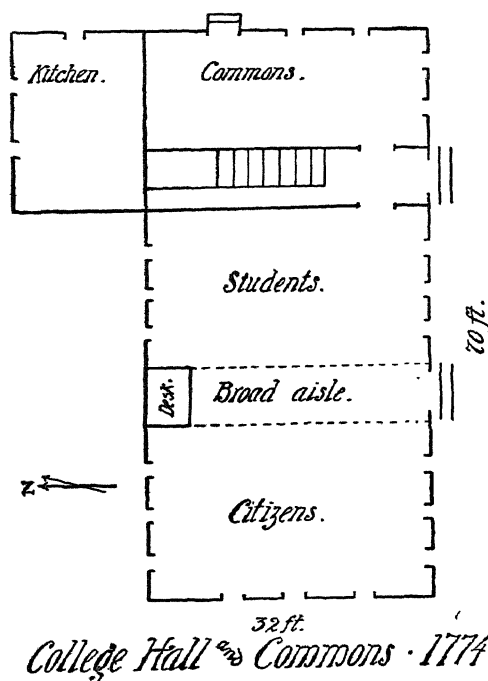 Kitchen.
Commons.
Students.
70 ft.
Desk.
Broad aisle.
N
Citizens.
32 ft.
College Hall and Commons · 1774